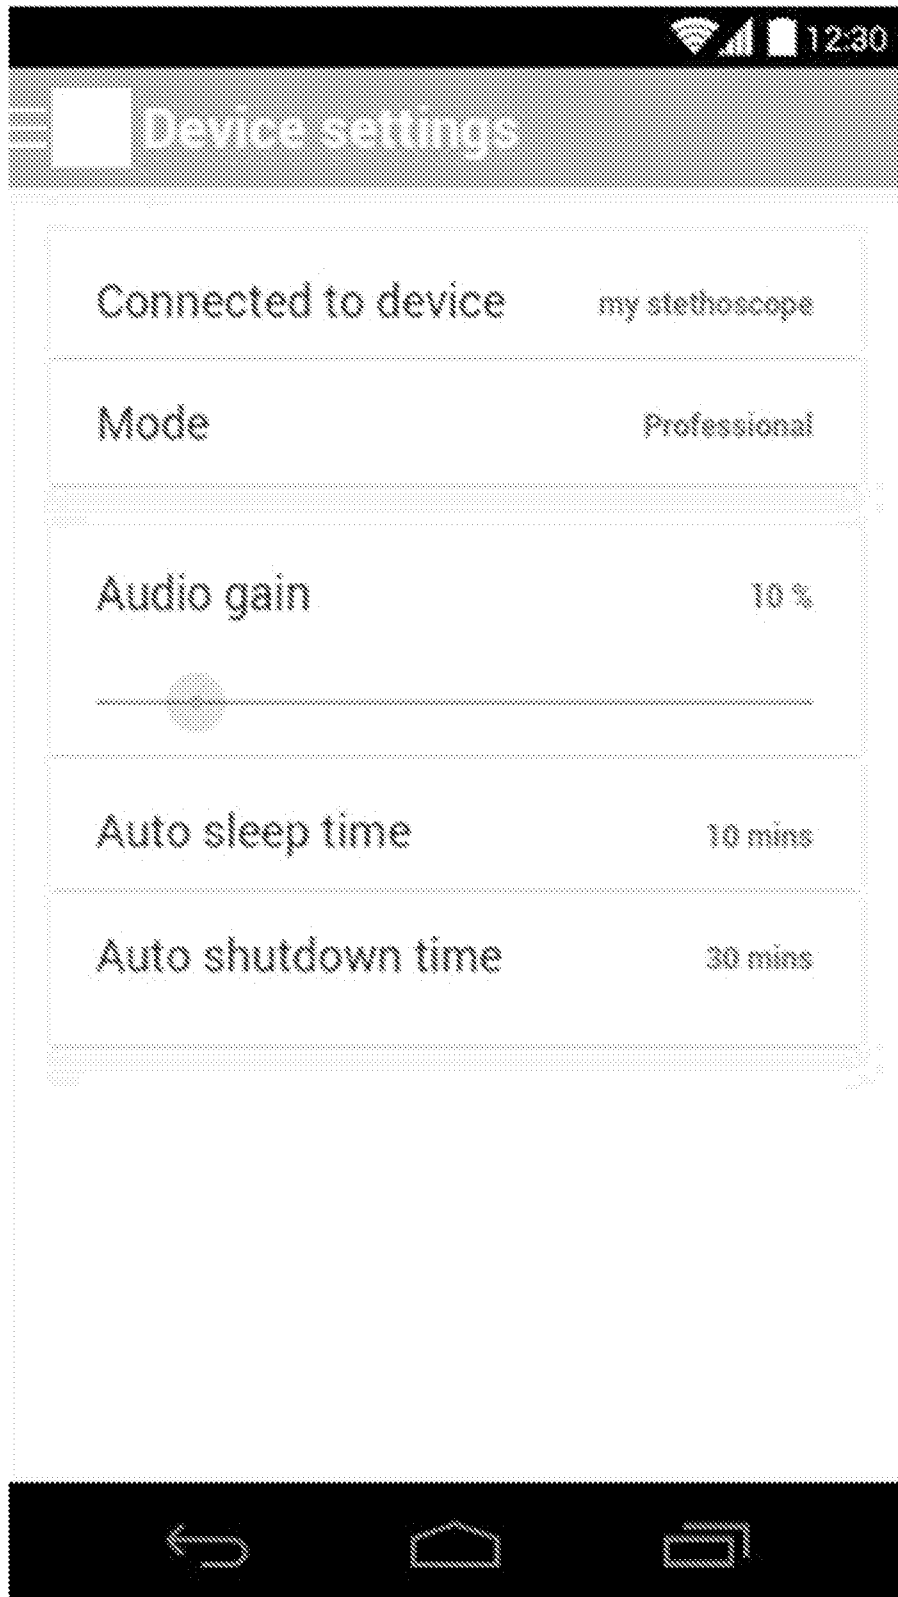 12:30
Device settings
Connected to device my stethoscope
Mode Professional
Audio gain 10 %
Auto sleep time 10 mins
Auto shutdown time 30 mins